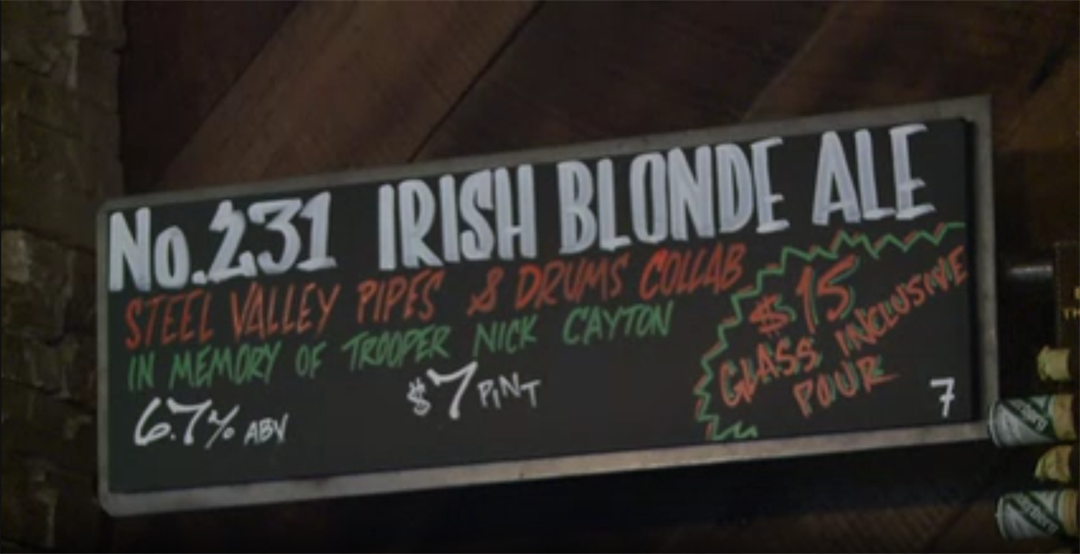 No. 231 IRISH BLONDE ALE
STEEL VALLEY PIPES & DRUMS COLLAB
IN MEMORY OF TROOPER NICK CAYTON
6.7% ABV
$7 PINT
$15
GLASS INCLUSIVE
POUR
7